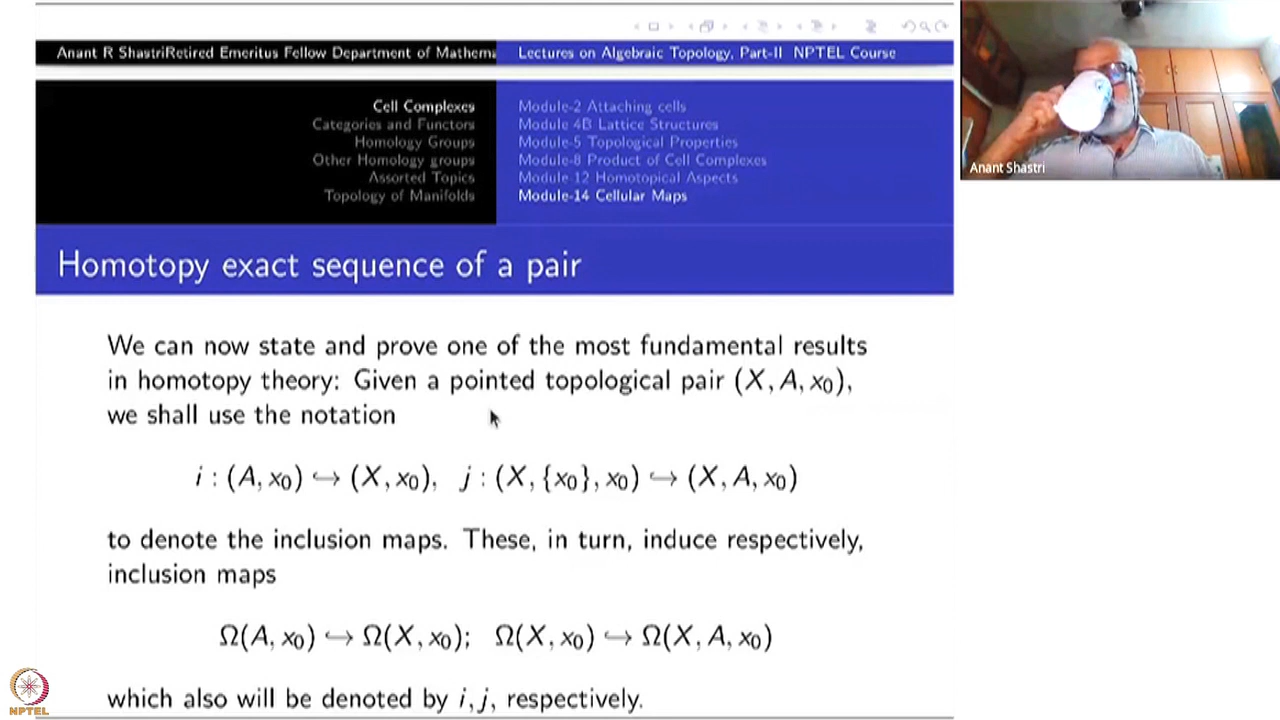 Anant R ShastriRetired Emeritus Fellow Department of Mathema
Lectures on Algebraic Topology, Part-II NPTEL Course
Cell Complexes
Categories and Functors
Homology Groups
Other Homology groups
Assorted Topics
Topology of Manifolds
Module-2 Attaching cells
Module 4B Lattice Structures
Module-5 Topological Properties
Module-8 Product of Cell Complexes
Module-12 Homotopical Aspects
Module-14 Cellular Maps
Homotopy exact sequence of a pair
We can now state and prove one of the most fundamental results
in homotopy theory: Given a pointed topological pair (X, A, x₀),
we shall use the notation
i : (A, x₀) ↪ (X, x₀), j : (X, {x₀}, x₀) ↪ (X, A, x₀)
to denote the inclusion maps. These, in turn, induce respectively,
inclusion maps
Ω(A, x₀) ↪ Ω(X, x₀); Ω(X, x₀) ↪ Ω(X, A, x₀)
which also will be denoted by i, j, respectively.
Anant Shastri
NPTEL